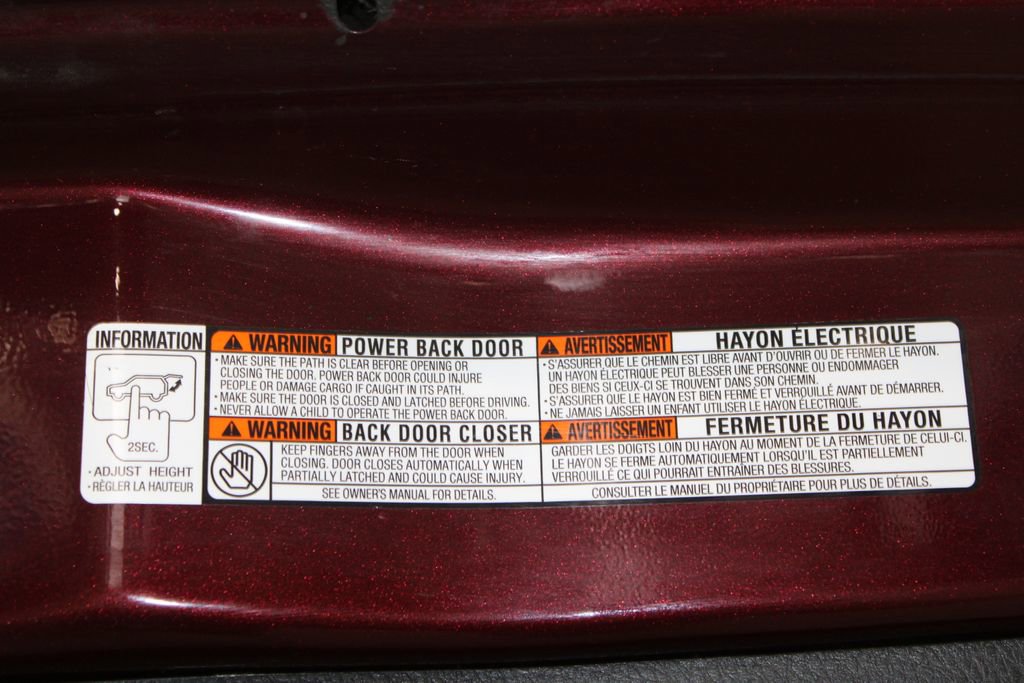 INFORMATION
2SEC.
· ADJUST HEIGHT
· RÉGLER LA HAUTEUR
WARNING POWER BACK DOOR
· MAKE SURE THE PATH IS CLEAR BEFORE OPENING OR
CLOSING THE DOOR. POWER BACK DOOR COULD INJURE
PEOPLE OR DAMAGE CARGO IF CAUGHT IN ITS PATH.
· MAKE SURE THE DOOR IS CLOSED AND LATCHED BEFORE DRIVING.
· NEVER ALLOW A CHILD TO OPERATE THE POWER BACK DOOR.
WARNING BACK DOOR CLOSER
KEEP FINGERS AWAY FROM THE DOOR WHEN
CLOSING. DOOR CLOSES AUTOMATICALLY WHEN
PARTIALLY LATCHED AND COULD CAUSE INJURY.
SEE OWNER'S MANUAL FOR DETAILS.
AVERTISSEMENT HAYON ÉLECTRIQUE
· S'ASSURER QUE LE CHEMIN EST LIBRE AVANT D'OUVRIR OU DE FERMER LE HAYON.
UN HAYON ÉLECTRIQUE PEUT BLESSER UNE PERSONNE OU ENDOMMAGER
DES BIENS SI CEUX-CI SE TROUVENT DANS SON CHEMIN.
· S'ASSURER QUE LE HAYON EST BIEN FERMÉ ET VERROUILLÉ AVANT DE DÉMARRER.
· NE JAMAIS LAISSER UN ENFANT UTILISER LE HAYON ÉLECTRIQUE.
AVERTISSEMENT FERMETURE DU HAYON
GARDER LES DOIGTS LOIN DU HAYON AU MOMENT DE LA FERMETURE DE CELUI-CI.
LE HAYON SE FERME AUTOMATIQUEMENT LORSQU'IL EST PARTIELLEMENT
VERROUILLÉ CE QUI POURRAIT ENTRAÎNER DES BLESSURES.
CONSULTER LE MANUEL DU PROPRIÉTAIRE POUR PLUS DE DÉTAILS.